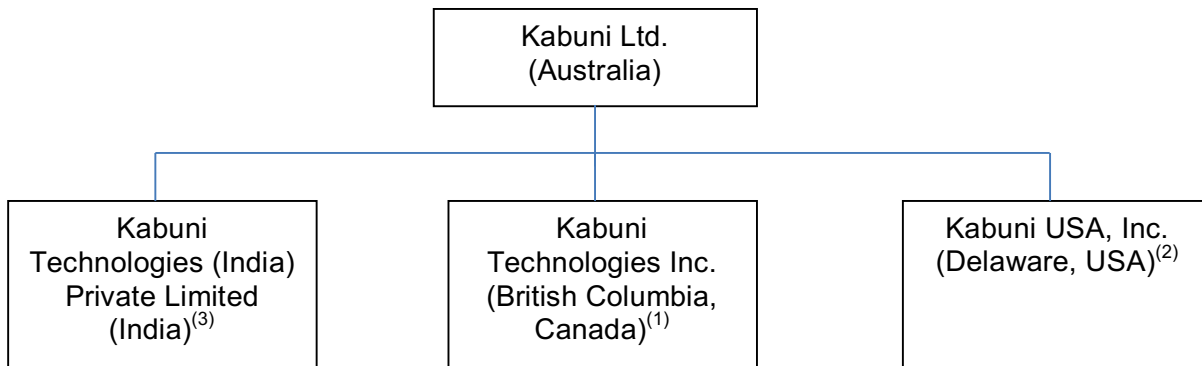 Kabuni Ltd.
(Australia)
Kabuni
Technologies (India)
Private Limited
(India)(3)
Kabuni
Technologies Inc.
(British Columbia,
Canada)(1)
Kabuni USA, Inc.
(Delaware, USA)(2)